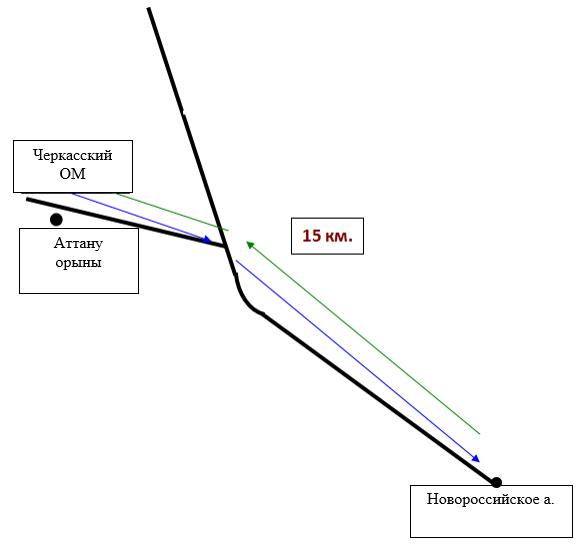 Черкасский
ОМ
Аттану
орыны
15 км.
Новороссийское а.